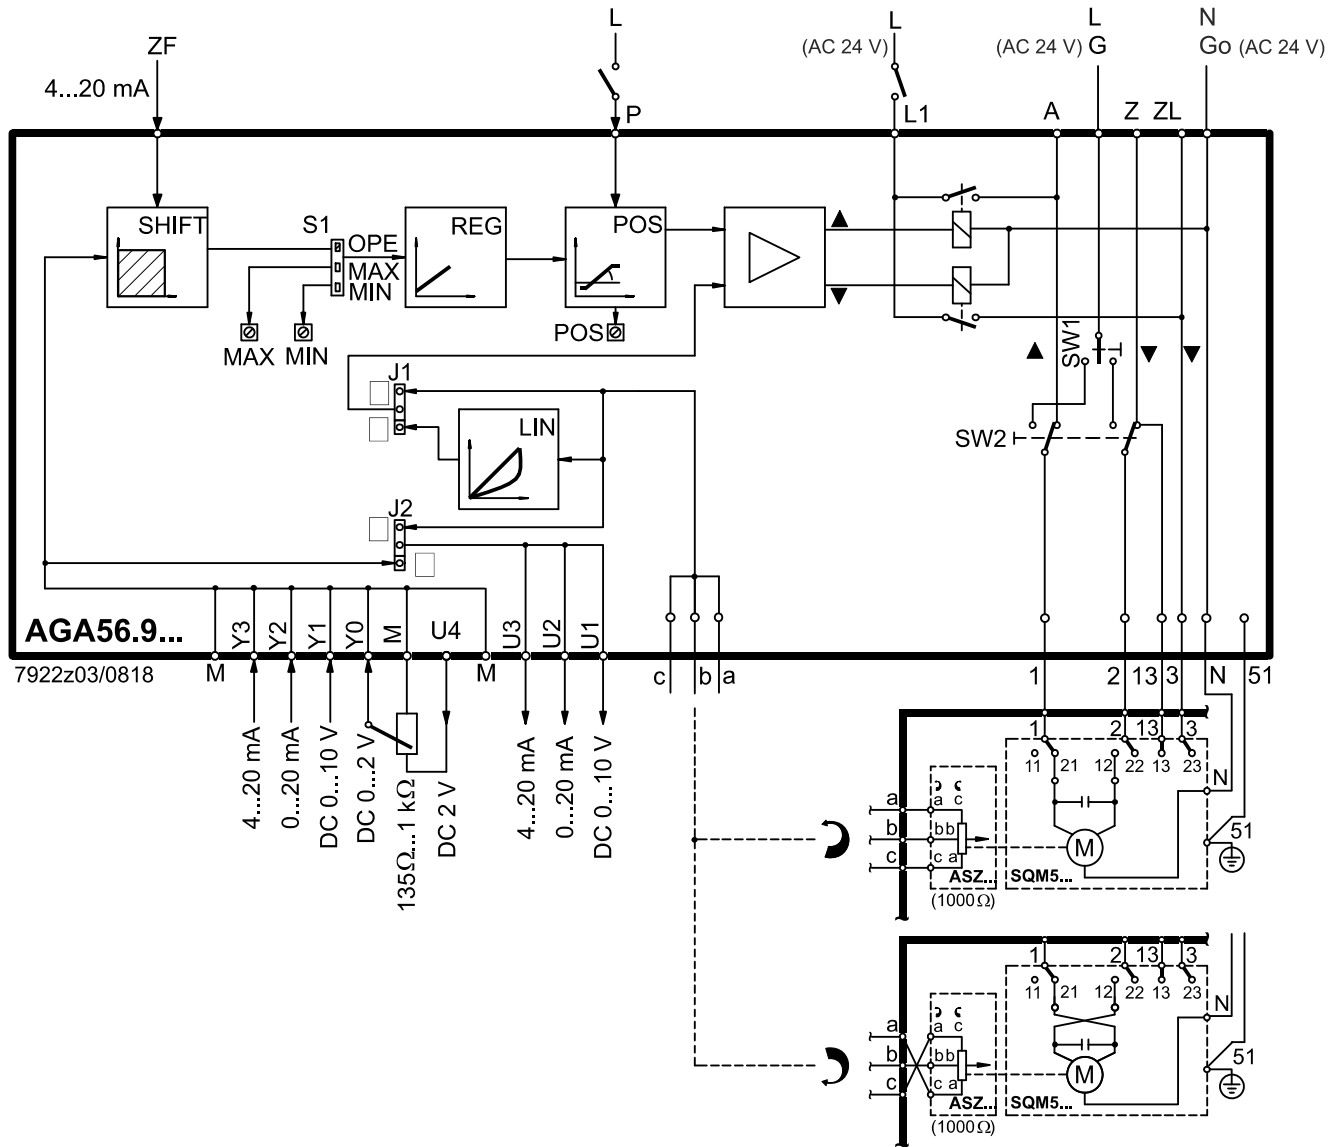 L
L
L
N
ZF
(AC 24 V)
(AC 24 V)
G
Go (AC 24 V)
4...20 mA
P
L1
A
Z
ZL
SHIFT
S1
OPE
MAX
MIN
REG
POS
▲
▼
MAX
MIN
POS
SW1
▲
▼
▼
J1
LIN
SW2
J2
AGA56.9...
Y3
Y2
Y1
Y0
M
U4
U3
U2
U1
7922z03/0818
M
M
c
b
a
1
2
13
3
N
51
4...20 mA
0...20 mA
DC 0...10 V
DC 0...2 V
135Ω...1 kΩ
DC 2 V
4...20 mA
0...20 mA
DC 0...10 V
1
2
13
3
11
21
12
22
13
23
N
a
b
c
a
c
b
b
c
a
M
51
ASZ...
SQM5...
(1000Ω)
1
2
13
3
11
21
12
22
13
23
N
a
b
c
a
c
b
b
c
a
M
51
ASZ...
SQM5...
(1000Ω)